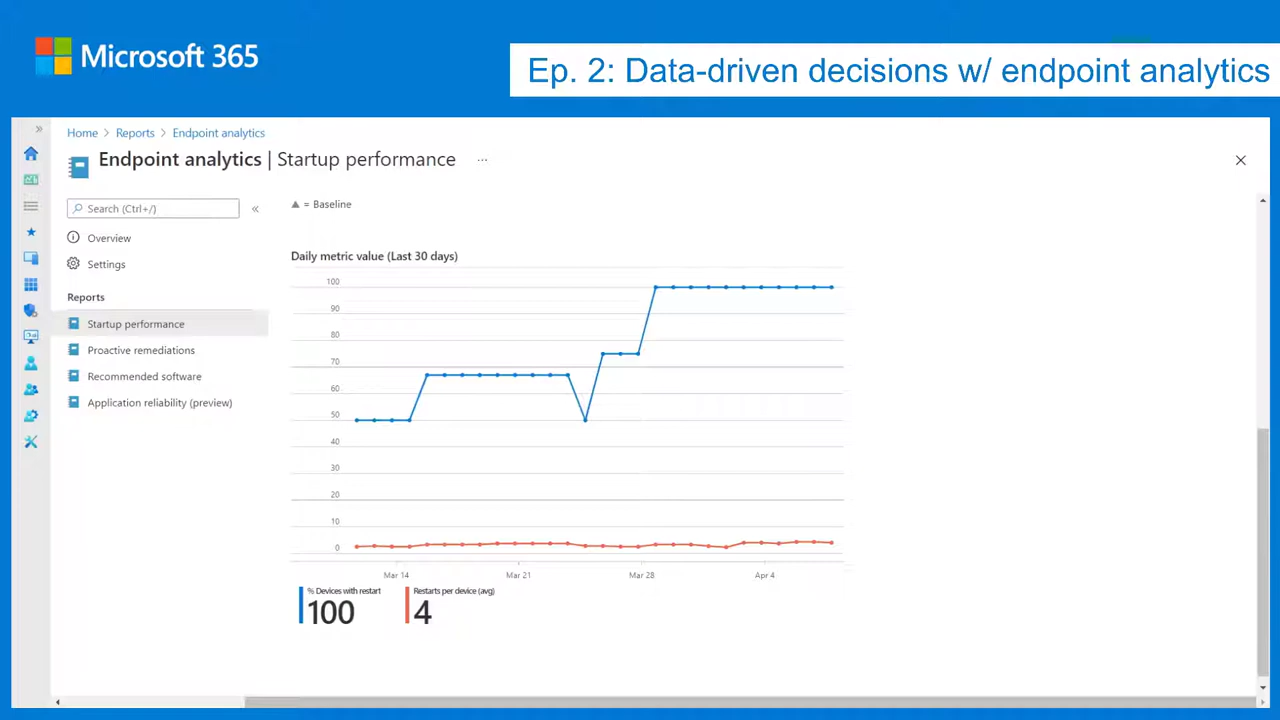 Microsoft 365
Ep. 2: Data-driven decisions w/ endpoint analytics
Home > Reports > Endpoint analytics
Endpoint analytics | Startup performance ...
Search (Ctrl+/)
Overview
Settings
Reports
Startup performance
Proactive remediations
Recommended software
Application reliability (preview)
▲ = Baseline
Daily metric value (Last 30 days)
100
90
80
70
60
50
40
30
20
10
0
Mar 14 Mar 21 Mar 28 Apr 4
% Devices with restart Restarts per device (avg)
100 4